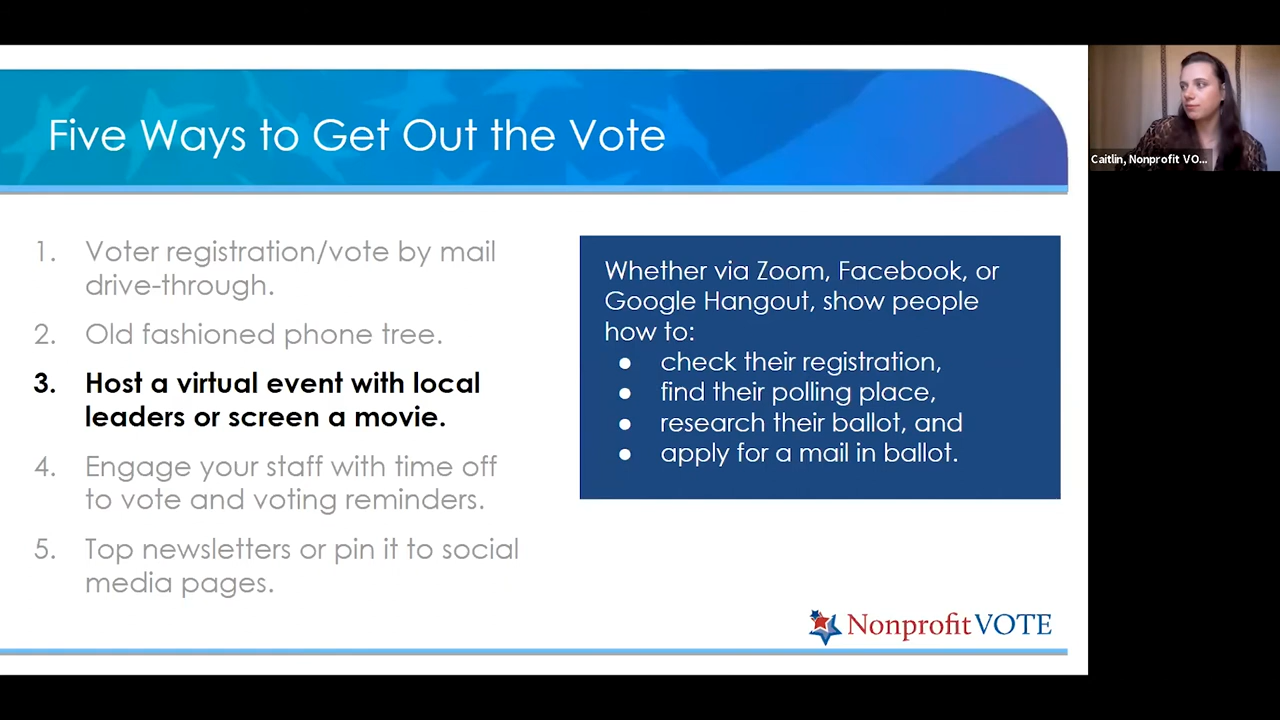 Five Ways to Get Out the Vote
1. Voter registration/vote by mail
drive-through.
2. Old fashioned phone tree.
3. Host a virtual event with local
leaders or screen a movie.
4. Engage your staff with time off
to vote and voting reminders.
5. Top newsletters or pin it to social
media pages.
Whether via Zoom, Facebook, or
Google Hangout, show people
how to:
● check their registration,
● find their polling place,
● research their ballot, and
● apply for a mail in ballot.
NonprofitVOTE
Caitlin, Nonprofit VO...